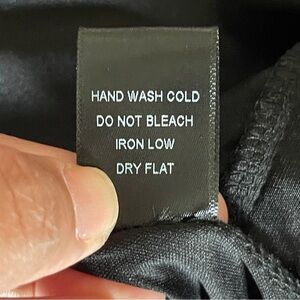 HAND WASH COLD
DO NOT BLEACH
IRON LOW
DRY FLAT